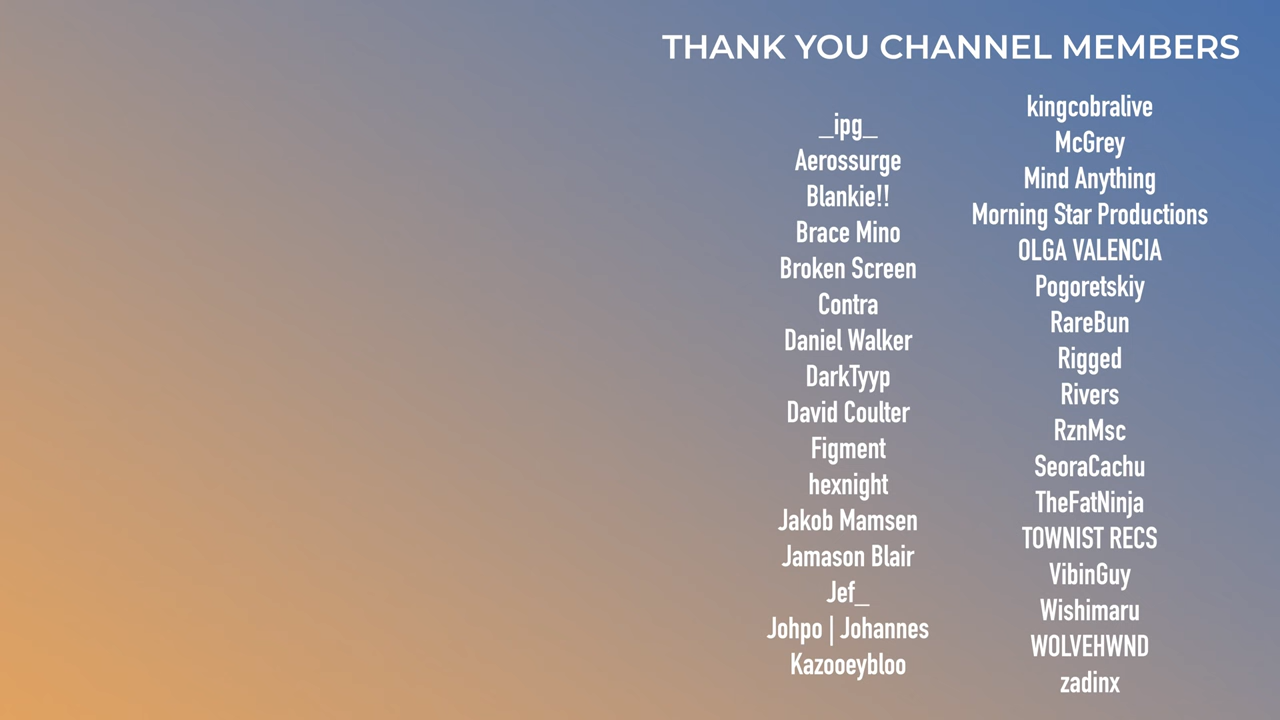 THANK YOU CHANNEL MEMBERS
_ipg_
Aerossurge
Blankie!!
Brace Mino
Broken Screen
Contra
Daniel Walker
DarkTyyp
David Coulter
Figment
hexnight
Jakob Mamsen
Jamason Blair
Jef_
Johpo | Johannes
Kazooeybloo
kingcobralive
McGrey
Mind Anything
Morning Star Productions
OLGA VALENCIA
Pogoretskiy
RareBun
Rigged
Rivers
RznMsc
SeoraCachu
TheFatNinja
TOWNIST RECS
VibinGuy
Wishimaru
WOLVEHWND
zadinx